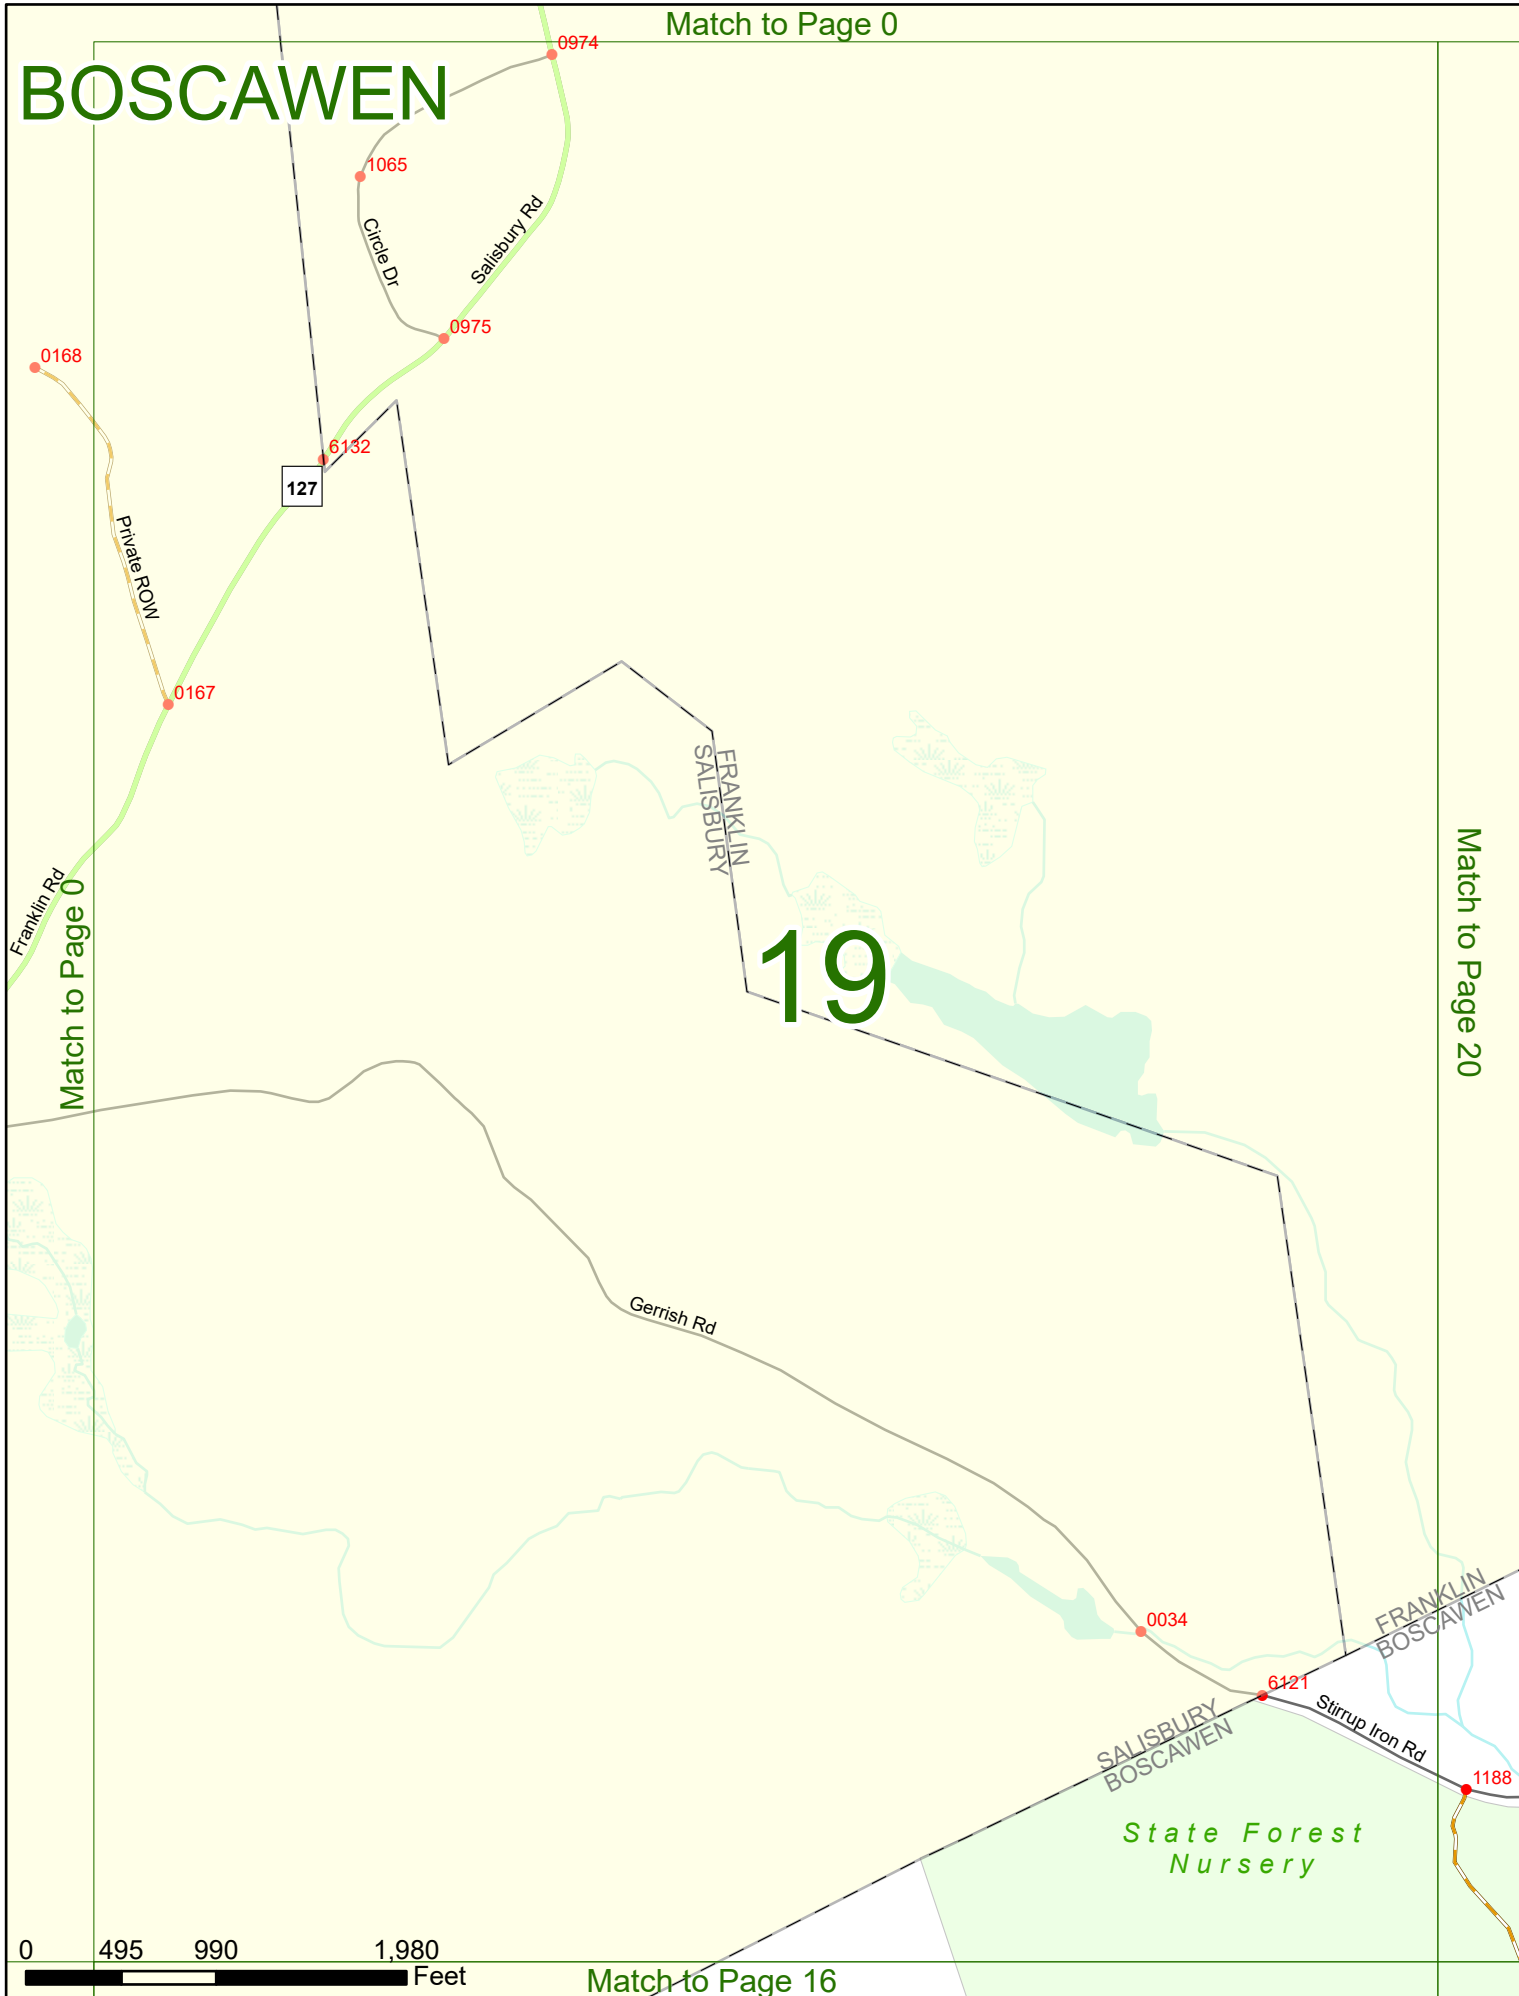 Match to Page 0
BOSCAWEN
0974
1065
Circle Dr
Salisbury Rd
0975
0168
6132
127
Private ROW
0167
FRANKLIN
SALISBURY
Franklin Rd
Match to Page 0
19
Match to Page 20
Gerrish Rd
0034
FRANKLIN
BOSCAWEN
6121
SALISBURY
BOSCAWEN
Stirrup Iron Rd
1188
State Forest
Nursery
0 495 990 1,980
Feet
Match to Page 16